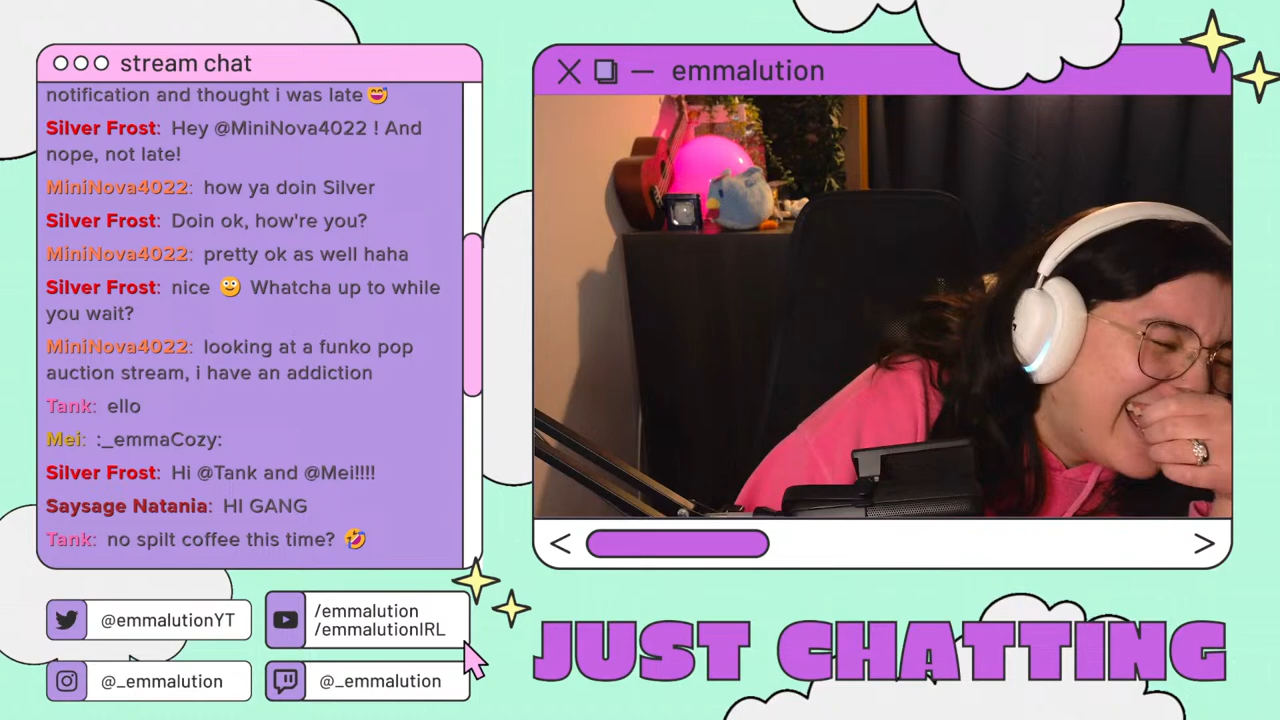 stream chat
notification and thought i was late😅
Silver Frost: Hey @MiniNova4022 ! And
nope, not late!
MiniNova4022: how ya doin Silver
Silver Frost: Doin ok, how're you?
MiniNova4022: pretty ok as well haha
Silver Frost: nice 🙂 Whatcha up to while
you wait?
MiniNova4022: looking at a funko pop
auction stream, i have an addiction
Tank: ello
Mei: :_emmaCozy:
Silver Frost: Hi @Tank and @Mei!!!!
Saysage Natania: HI GANG
Tank: no spilt coffee this time? 🤣
@emmalutionYT
/emmalution
/emmalutionIRL
@_emmalution
@_emmalution
emmalution
JUST CHATTING